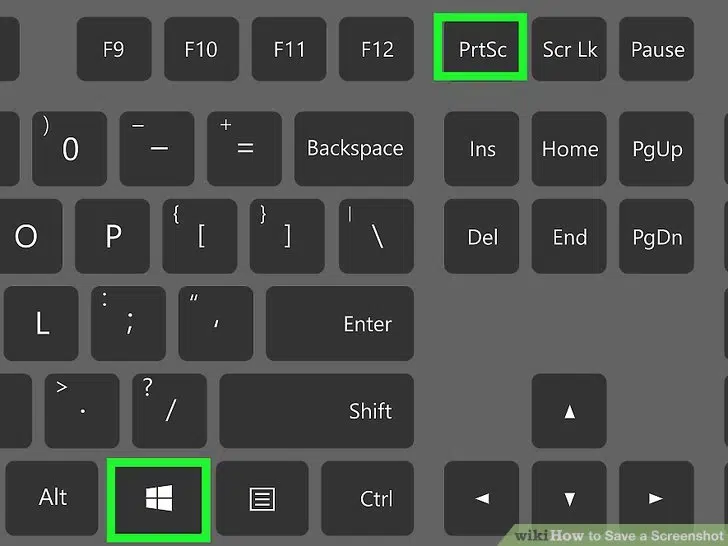 F9 F10 F11 F12 PrtSc Scr Lk Pause
) _ +
0 – = Backspace Ins Home PgUp
{ } |
O P [ ] \ Del End PgDn
: “
L ; , Enter
> ?
. / Shift ▲
Alt Ctrl ◄ ▼ ►
wikiHow to Save a Screenshot